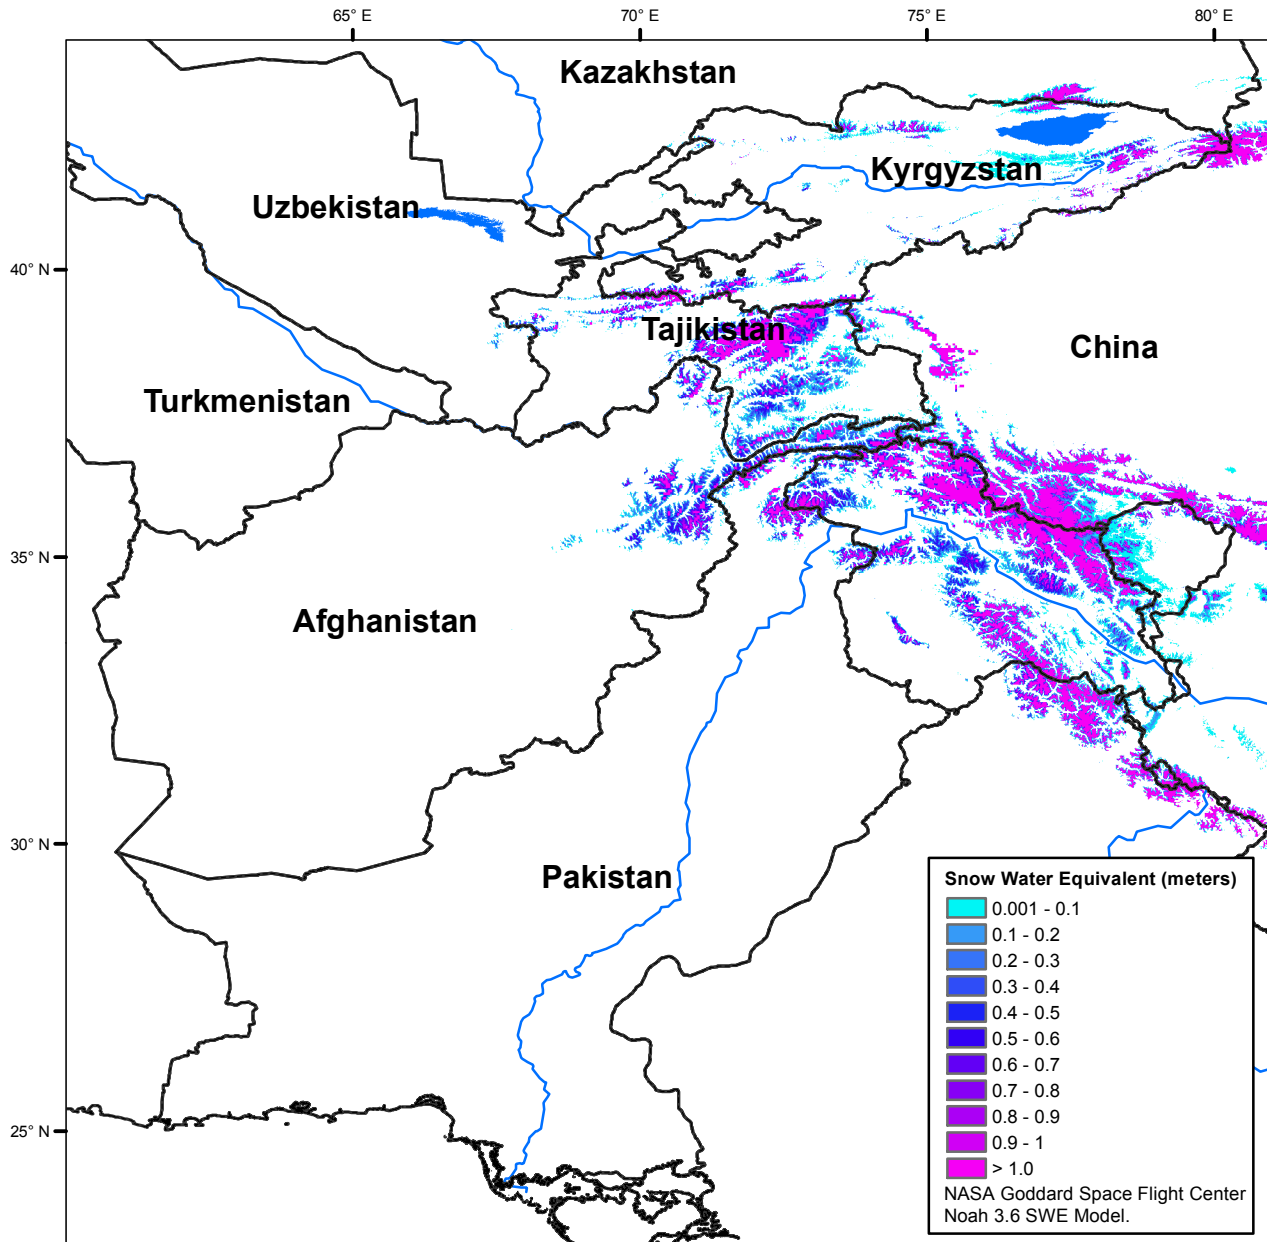 65° E
70° E
75° E
80° E
Kazakhstan
Kyrgyzstan
Uzbekistan
40° N
Tajikistan
China
Turkmenistan
35° N
Afghanistan
30° N
Pakistan
25° N
Snow Water Equivalent (meters)
0.001 - 0.1
0.1 - 0.2
0.2 - 0.3
0.3 - 0.4
0.4 - 0.5
0.5 - 0.6
0.6 - 0.7
0.7 - 0.8
0.8 - 0.9
0.9 - 1
> 1.0
NASA Goddard Space Flight Center
Noah 3.6 SWE Model.